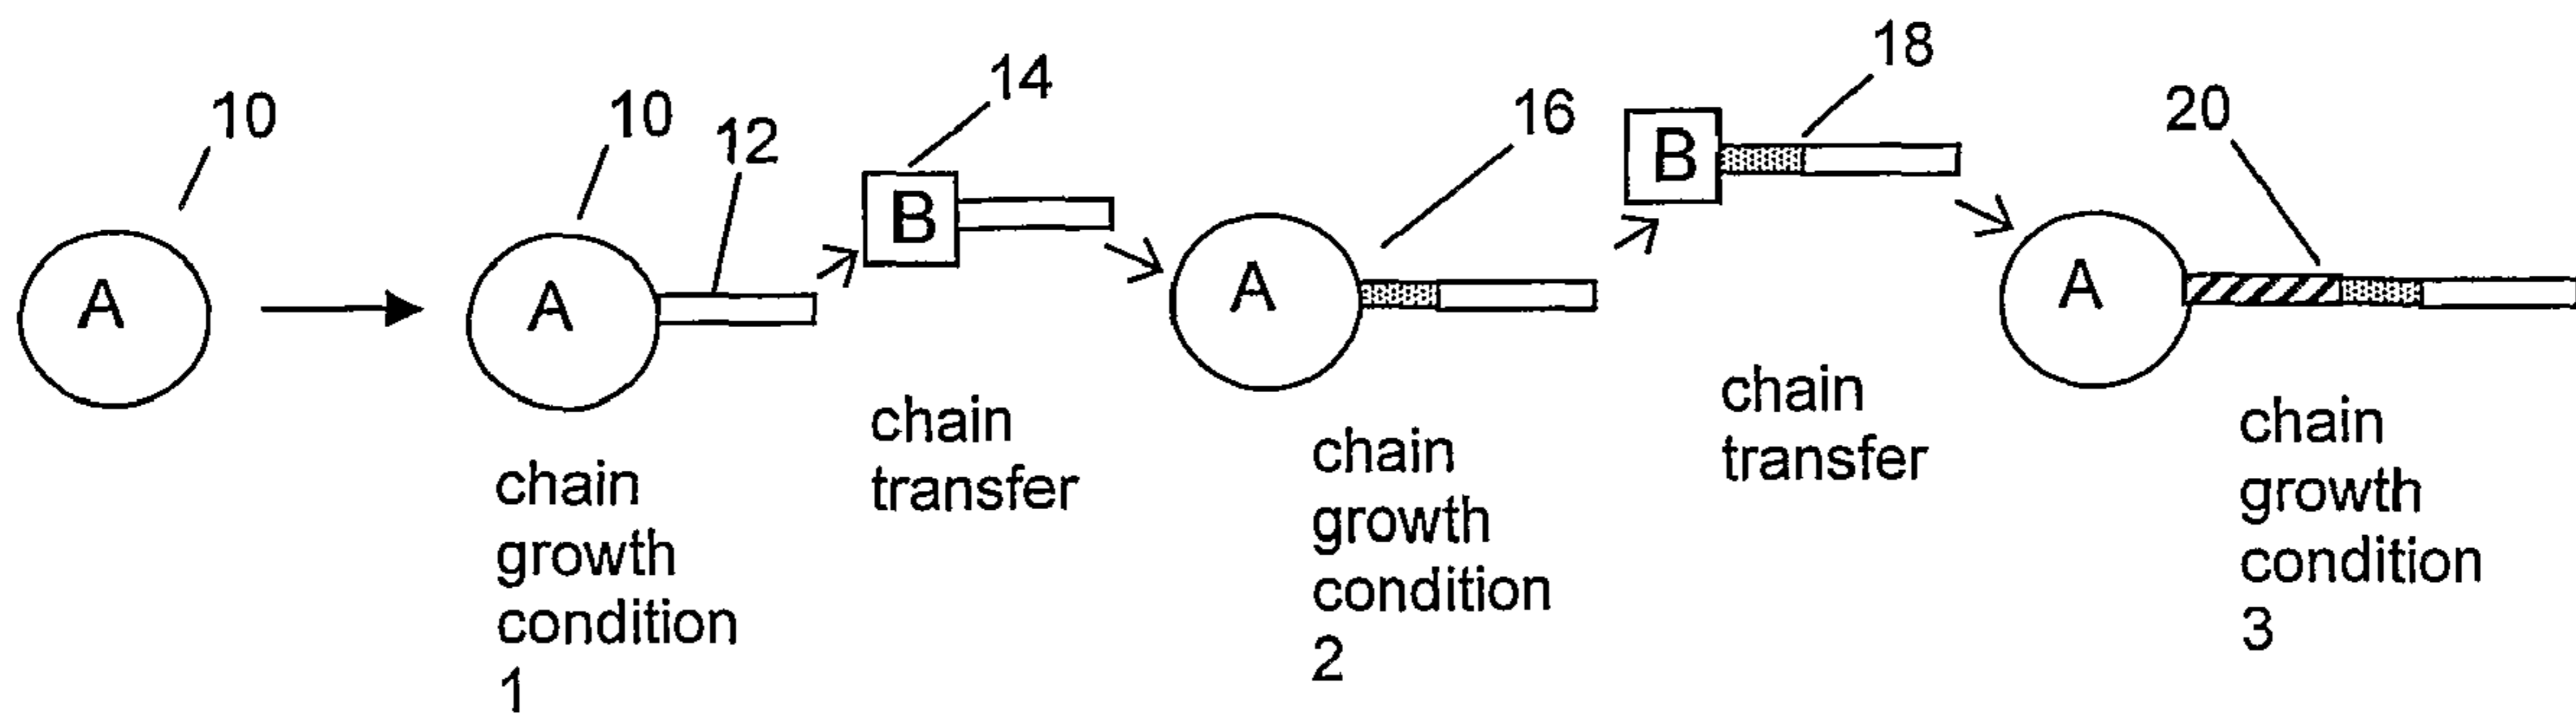 10
A
10
12
A
chain
growth
condition
1
14
B
chain
transfer
16
A
chain
growth
condition
2
18
B
chain
transfer
20
A
chain
growth
condition
3